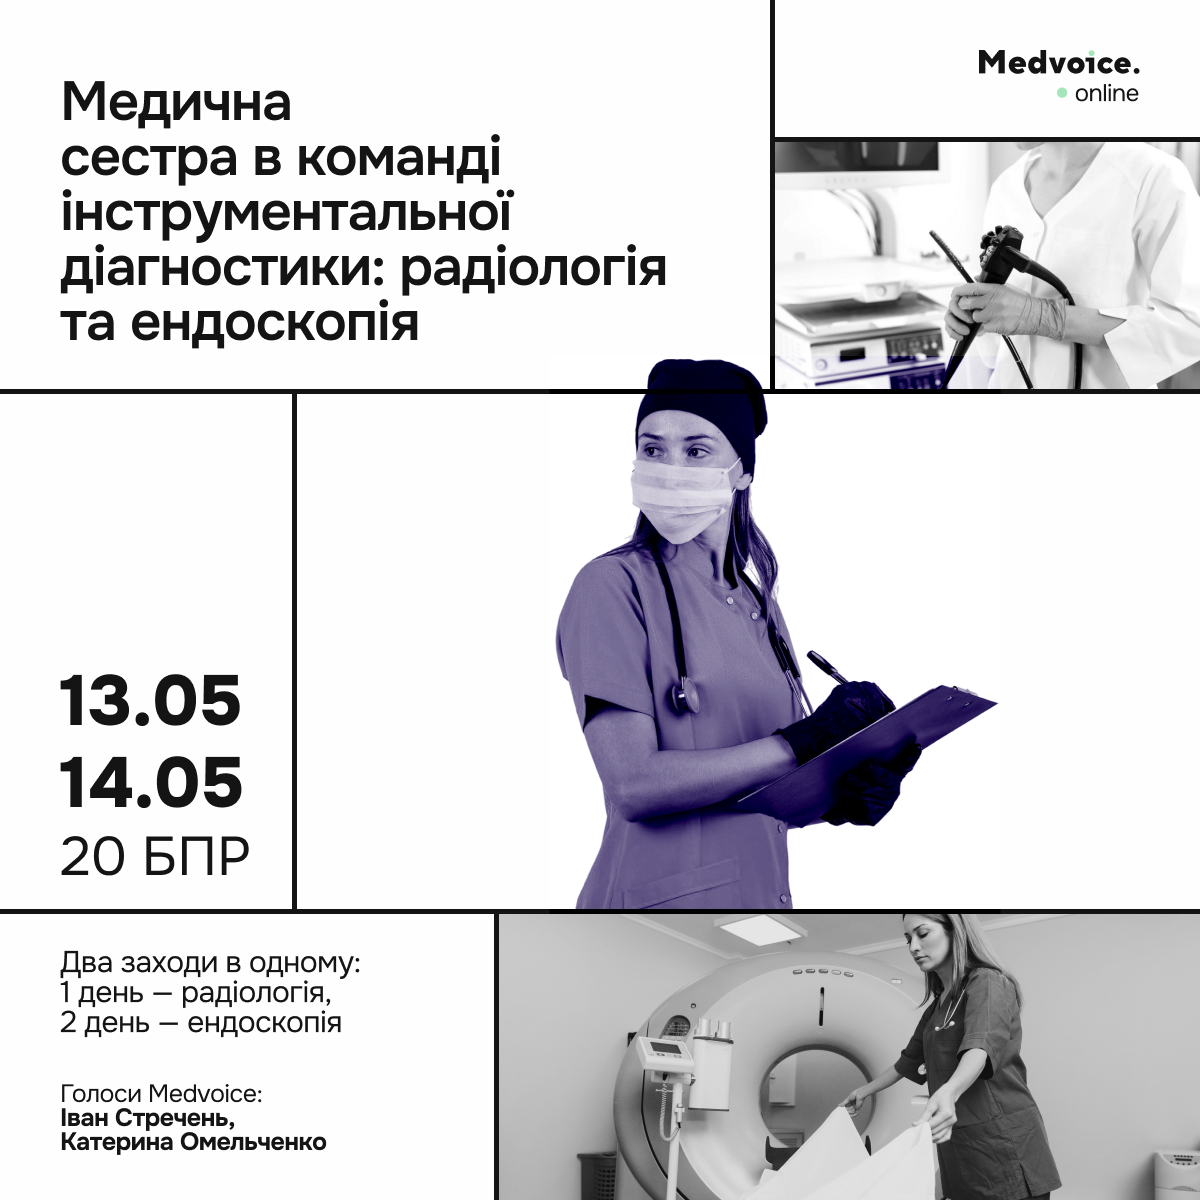 Медична
сестра в команді
інструментальної
діагностики: радіологія
та ендоскопія
Medvoice.
online
13.05
14.05
20 БПР
Два заходи в одному:
1 день — радіологія,
2 день — ендоскопія
Голоси Medvoice:
Іван Стречень,
Катерина Омельченко